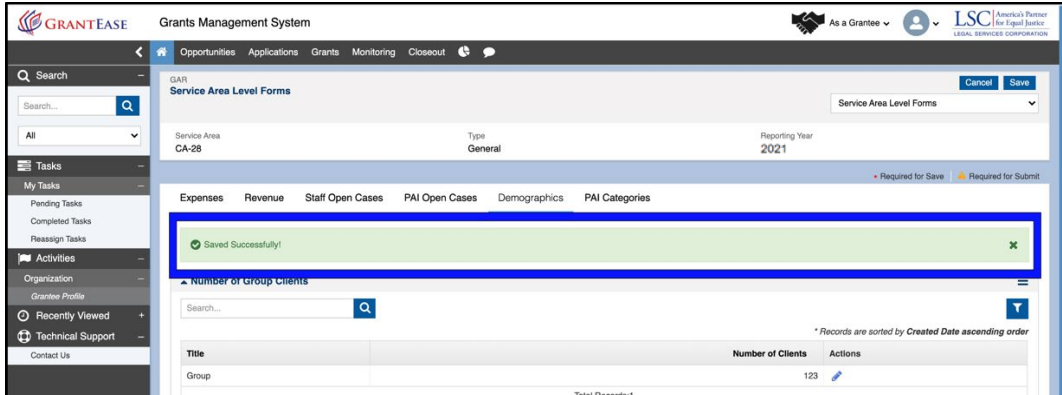 GRANTEASE
Grants Management System
As a Grantee
LSC America's Partner for Equal Justice
LEGAL SERVICES CORPORATION
Opportunities Applications Grants Monitoring Closeout
Search
Search...
All
Tasks
My Tasks
Pending Tasks
Completed Tasks
Reassign Tasks
Activities
Organization
Grantee Profile
Recently Viewed +
Technical Support
Contact Us
GAR
Service Area Level Forms
Cancel Save
Service Area Level Forms
Service Area Type Reporting Year
CA-28 General 2021
• Required for Save Required for Submit
Expenses Revenue Staff Open Cases PAI Open Cases Demographics PAI Categories
Saved Successfully!
Number of Group Clients
Search...
* Records are sorted by Created Date ascending order
Title Number of Clients Actions
Group 123
Total Records:1